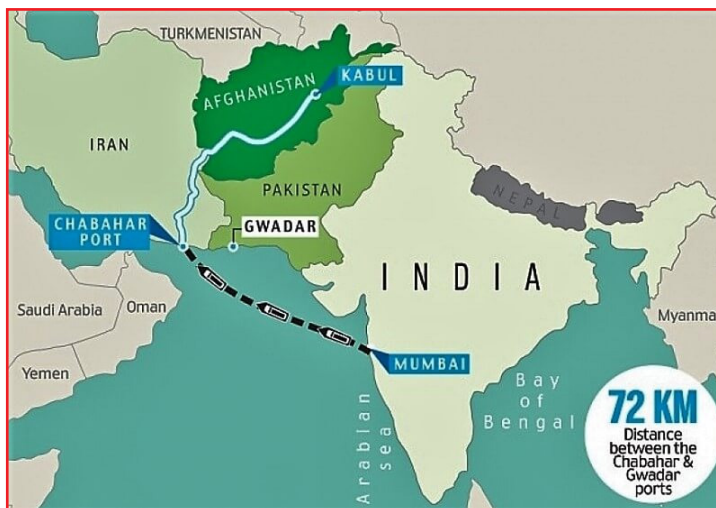 TURKMENISTAN
AFGHANISTAN
KABUL
IRAN
PAKISTAN
NEPAL
CHABAHAR
PORT
GWADAR
INDIA
Saudi Arabia
Oman
Myanma
Yemen
MUMBAI
Arabian
sea
Bay
of
Bengal
72 KM
Distance
between the
Chabahar &
Gwadar
ports